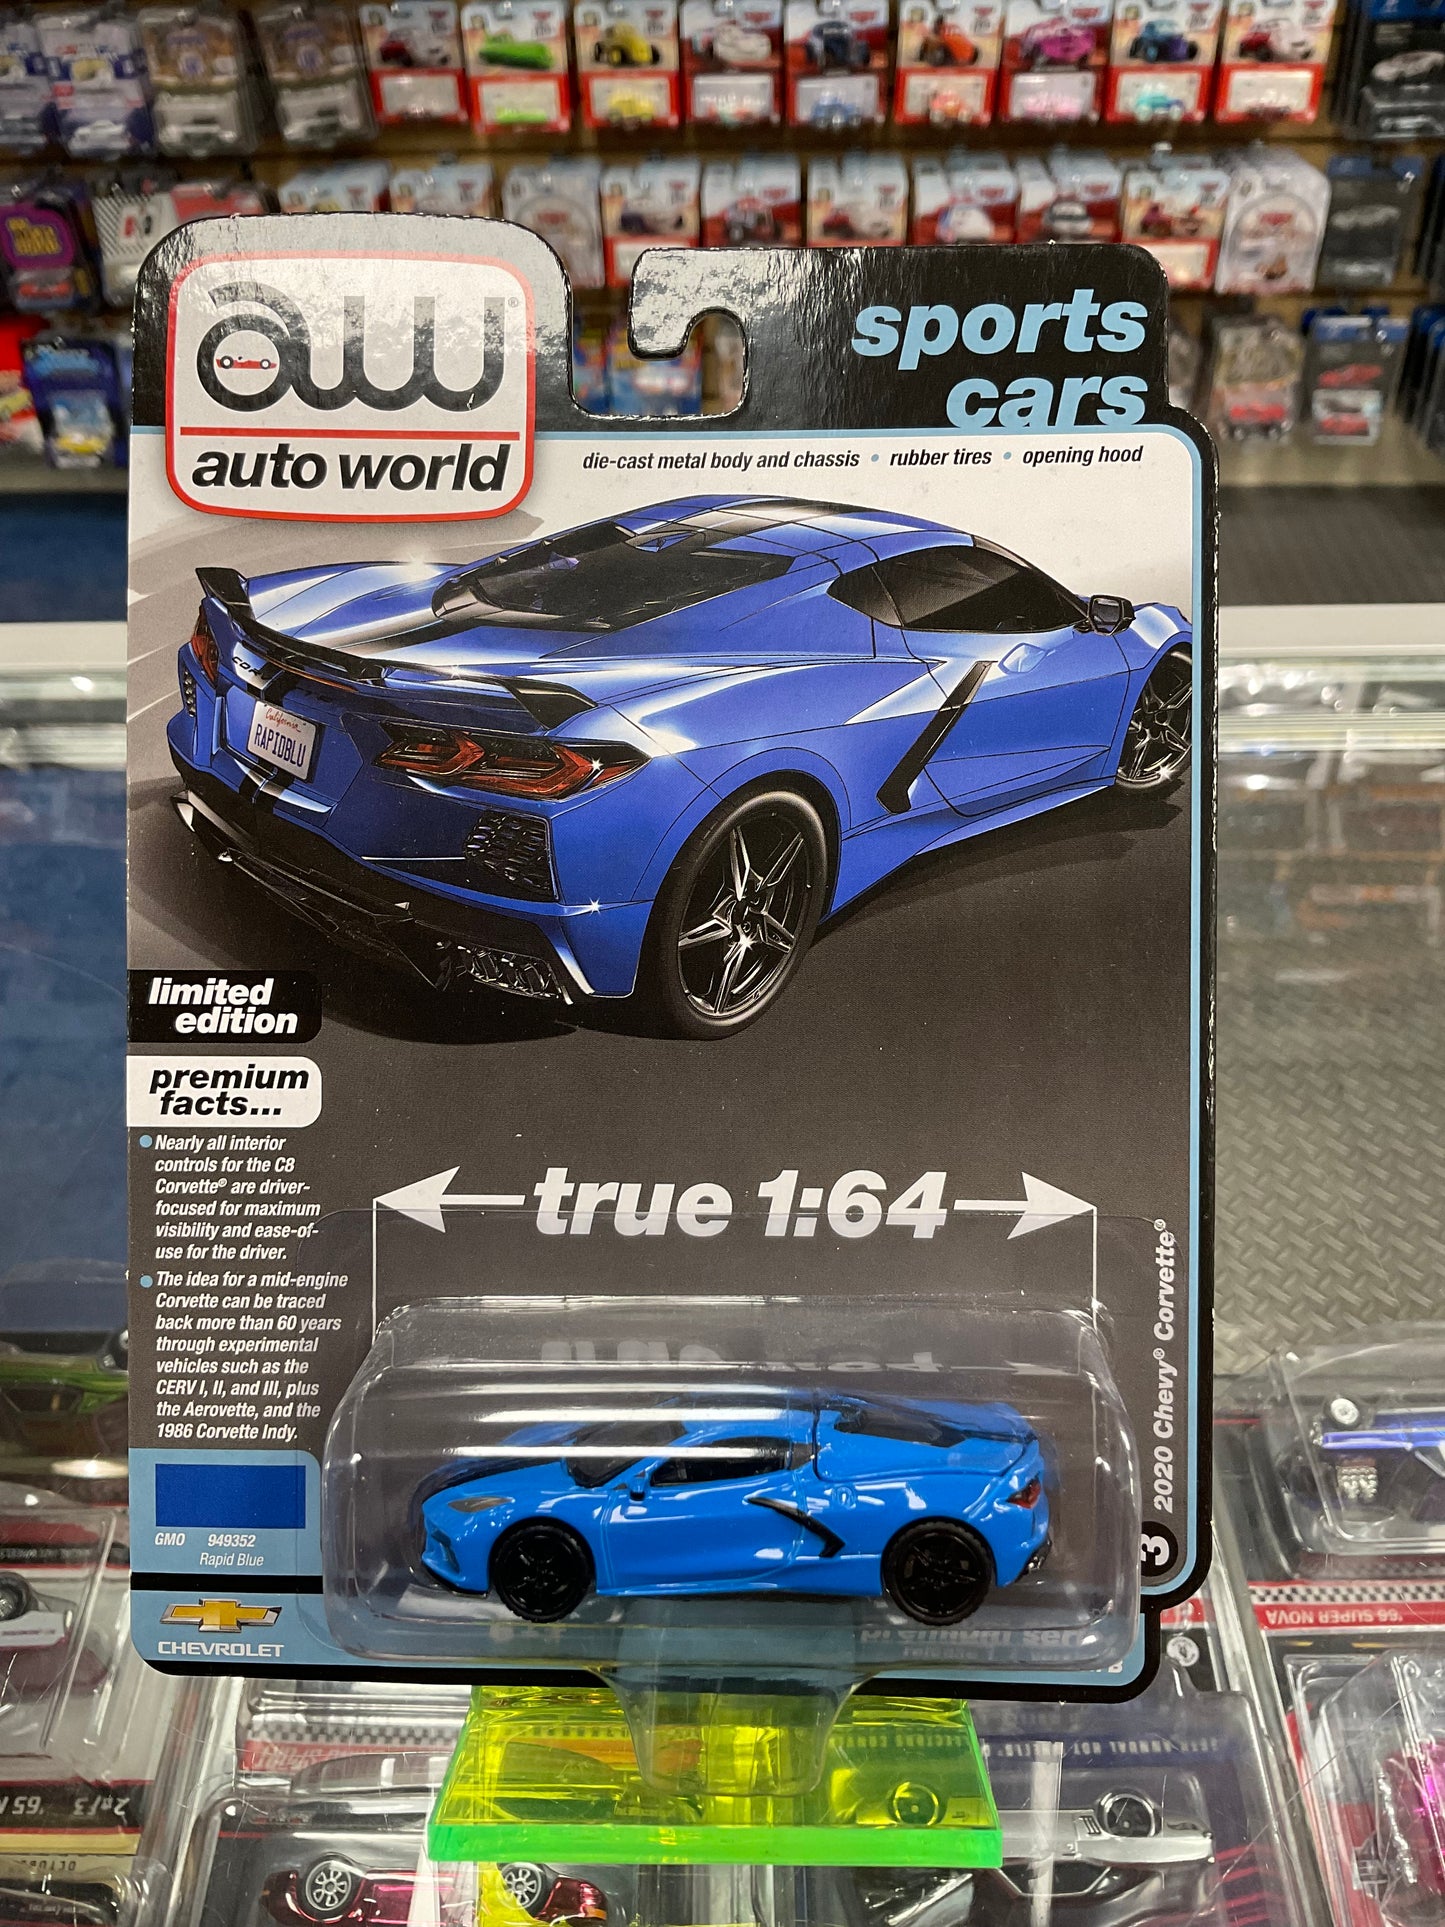 aw®
auto world
sports
cars
die-cast metal body and chassis • rubber tires • opening hood
California
RAPIDBLU
limited
edition
premium
facts...
• Nearly all interior
controls for the C8
Corvette® are driver-
focused for maximum
visibility and ease-of-
use for the driver.
• The idea for a mid-engine
Corvette can be traced
back more than 60 years
through experimental
vehicles such as the
CERV I, II, and III, plus
the Aerovette, and the
1986 Corvette Indy.
true 1:64
2020 Chevy® Corvette®
3
GMO 949352
Rapid Blue
CHEVROLET
'66 SUPER NOVA